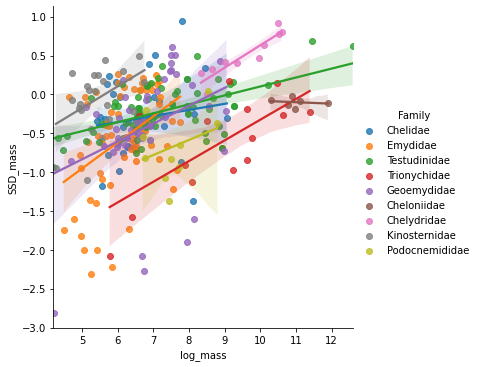 1.0
0.5
0.0
−0.5
−1.0
−1.5
−2.0
−2.5
−3.0
SSD_mass
5 6 7 8 9 10 11 12
log_mass
Family
Chelidae
Emydidae
Testudinidae
Trionychidae
Geoemydidae
Cheloniidae
Chelydridae
Kinosternidae
Podocnemididae